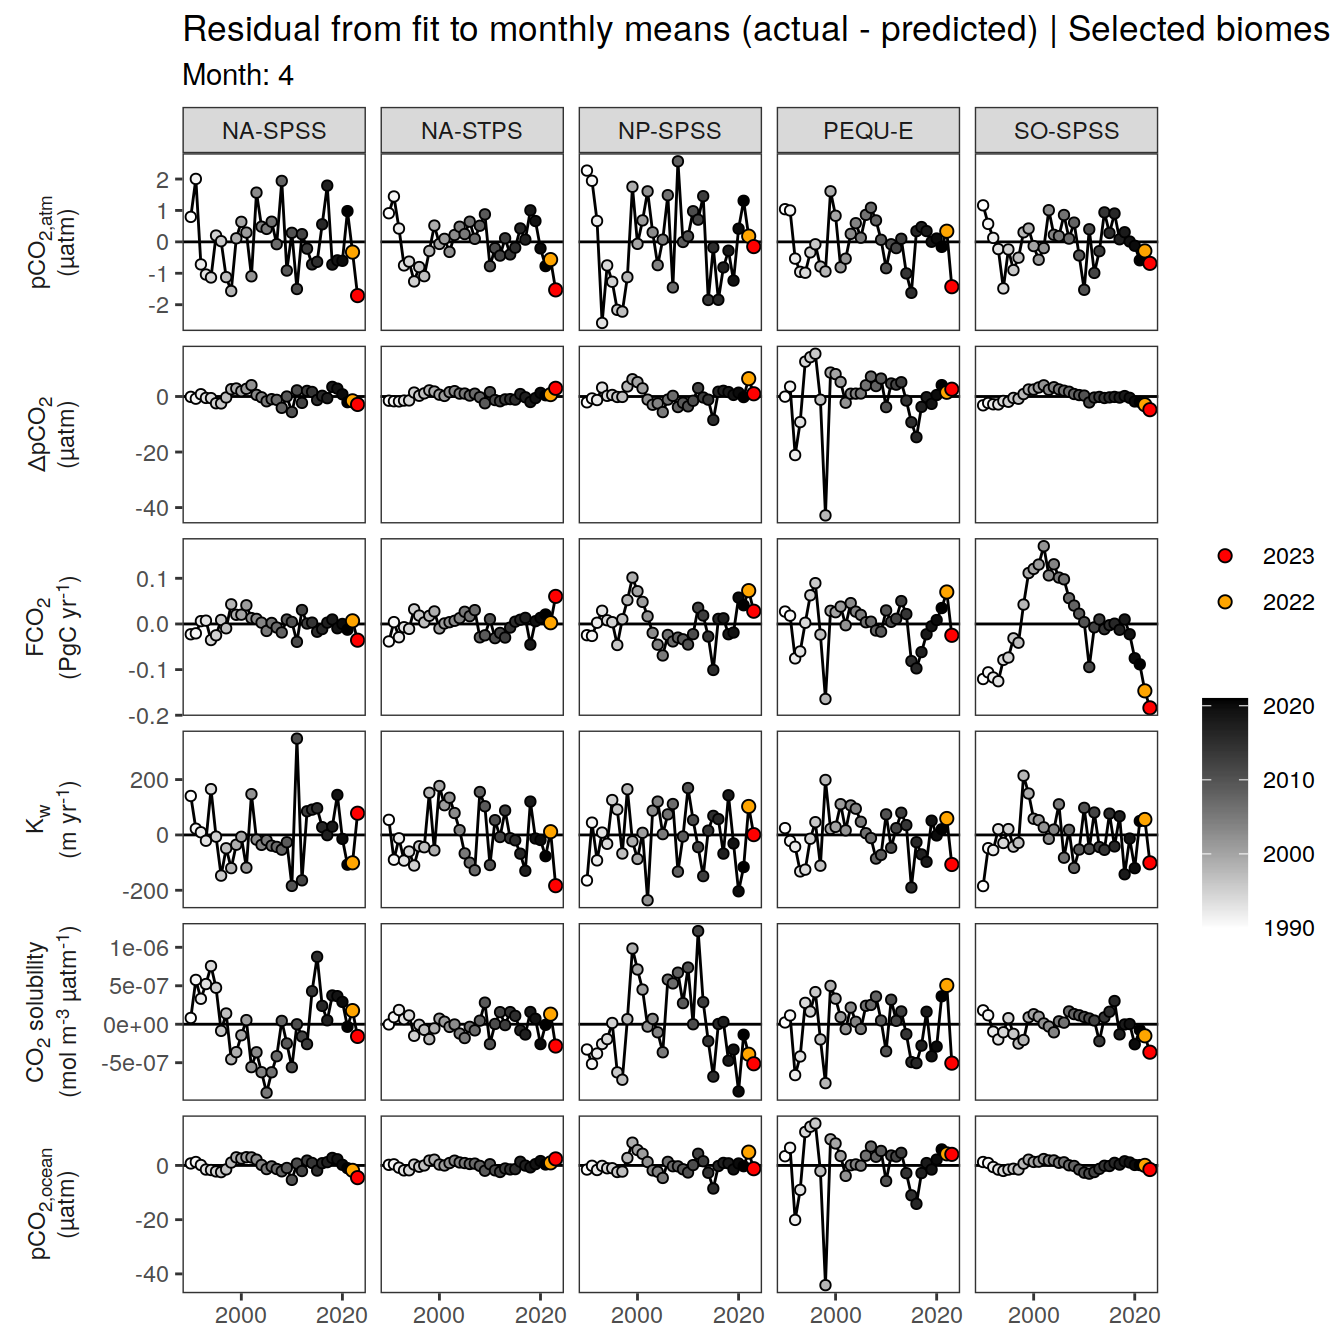 Residual from fit to monthly means (actual - predicted) | Selected biomes
Month: 4
NA-SPSS NA-STPS NP-SPSS PEQU-E SO-SPSS
pCO2,atm
(µatm)
2
1
0
-1
-2
ΔpCO2
(µatm)
0
-20
-40
FCO2
(PgC yr-1)
0.1
0.0
-0.1
-0.2
Kw
(m yr-1)
200
0
-200
CO2 solubility
(mol m-3 µatm-1)
1e-06
5e-07
0e+00
-5e-07
pCO2,ocean
(µatm)
0
-20
-40
2000 2020 2000 2020 2000 2020 2000 2020 2000 2020
2023
2022
2020
2010
2000
1990